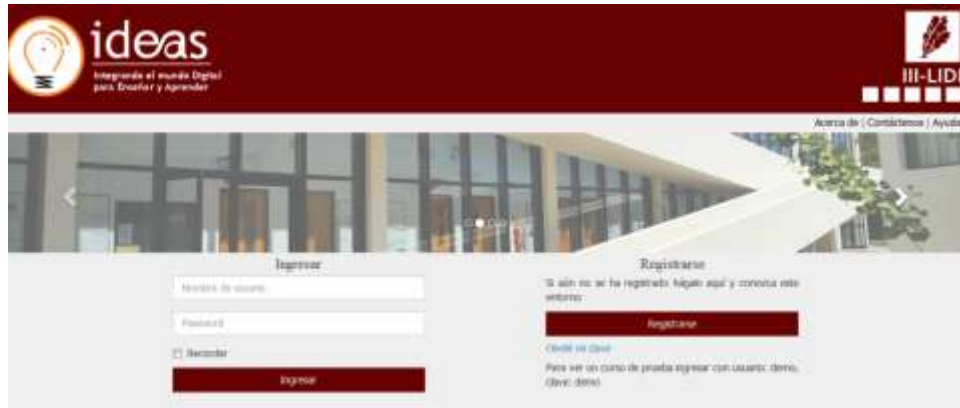 ideas
Integrando el mundo Digital
para Enseñar y Aprender
III-LIDI
Acerca de | Contáctenos | Ayuda
Ingresar
Nombre de usuario
Password
Recordar
Ingresar
Registrarse
Si aún no se ha registrado hágalo aquí y conozca este
entorno
Registrarse
Olvidé mi clave
Para ver un curso de prueba ingresar con usuario: demo,
clave: demo